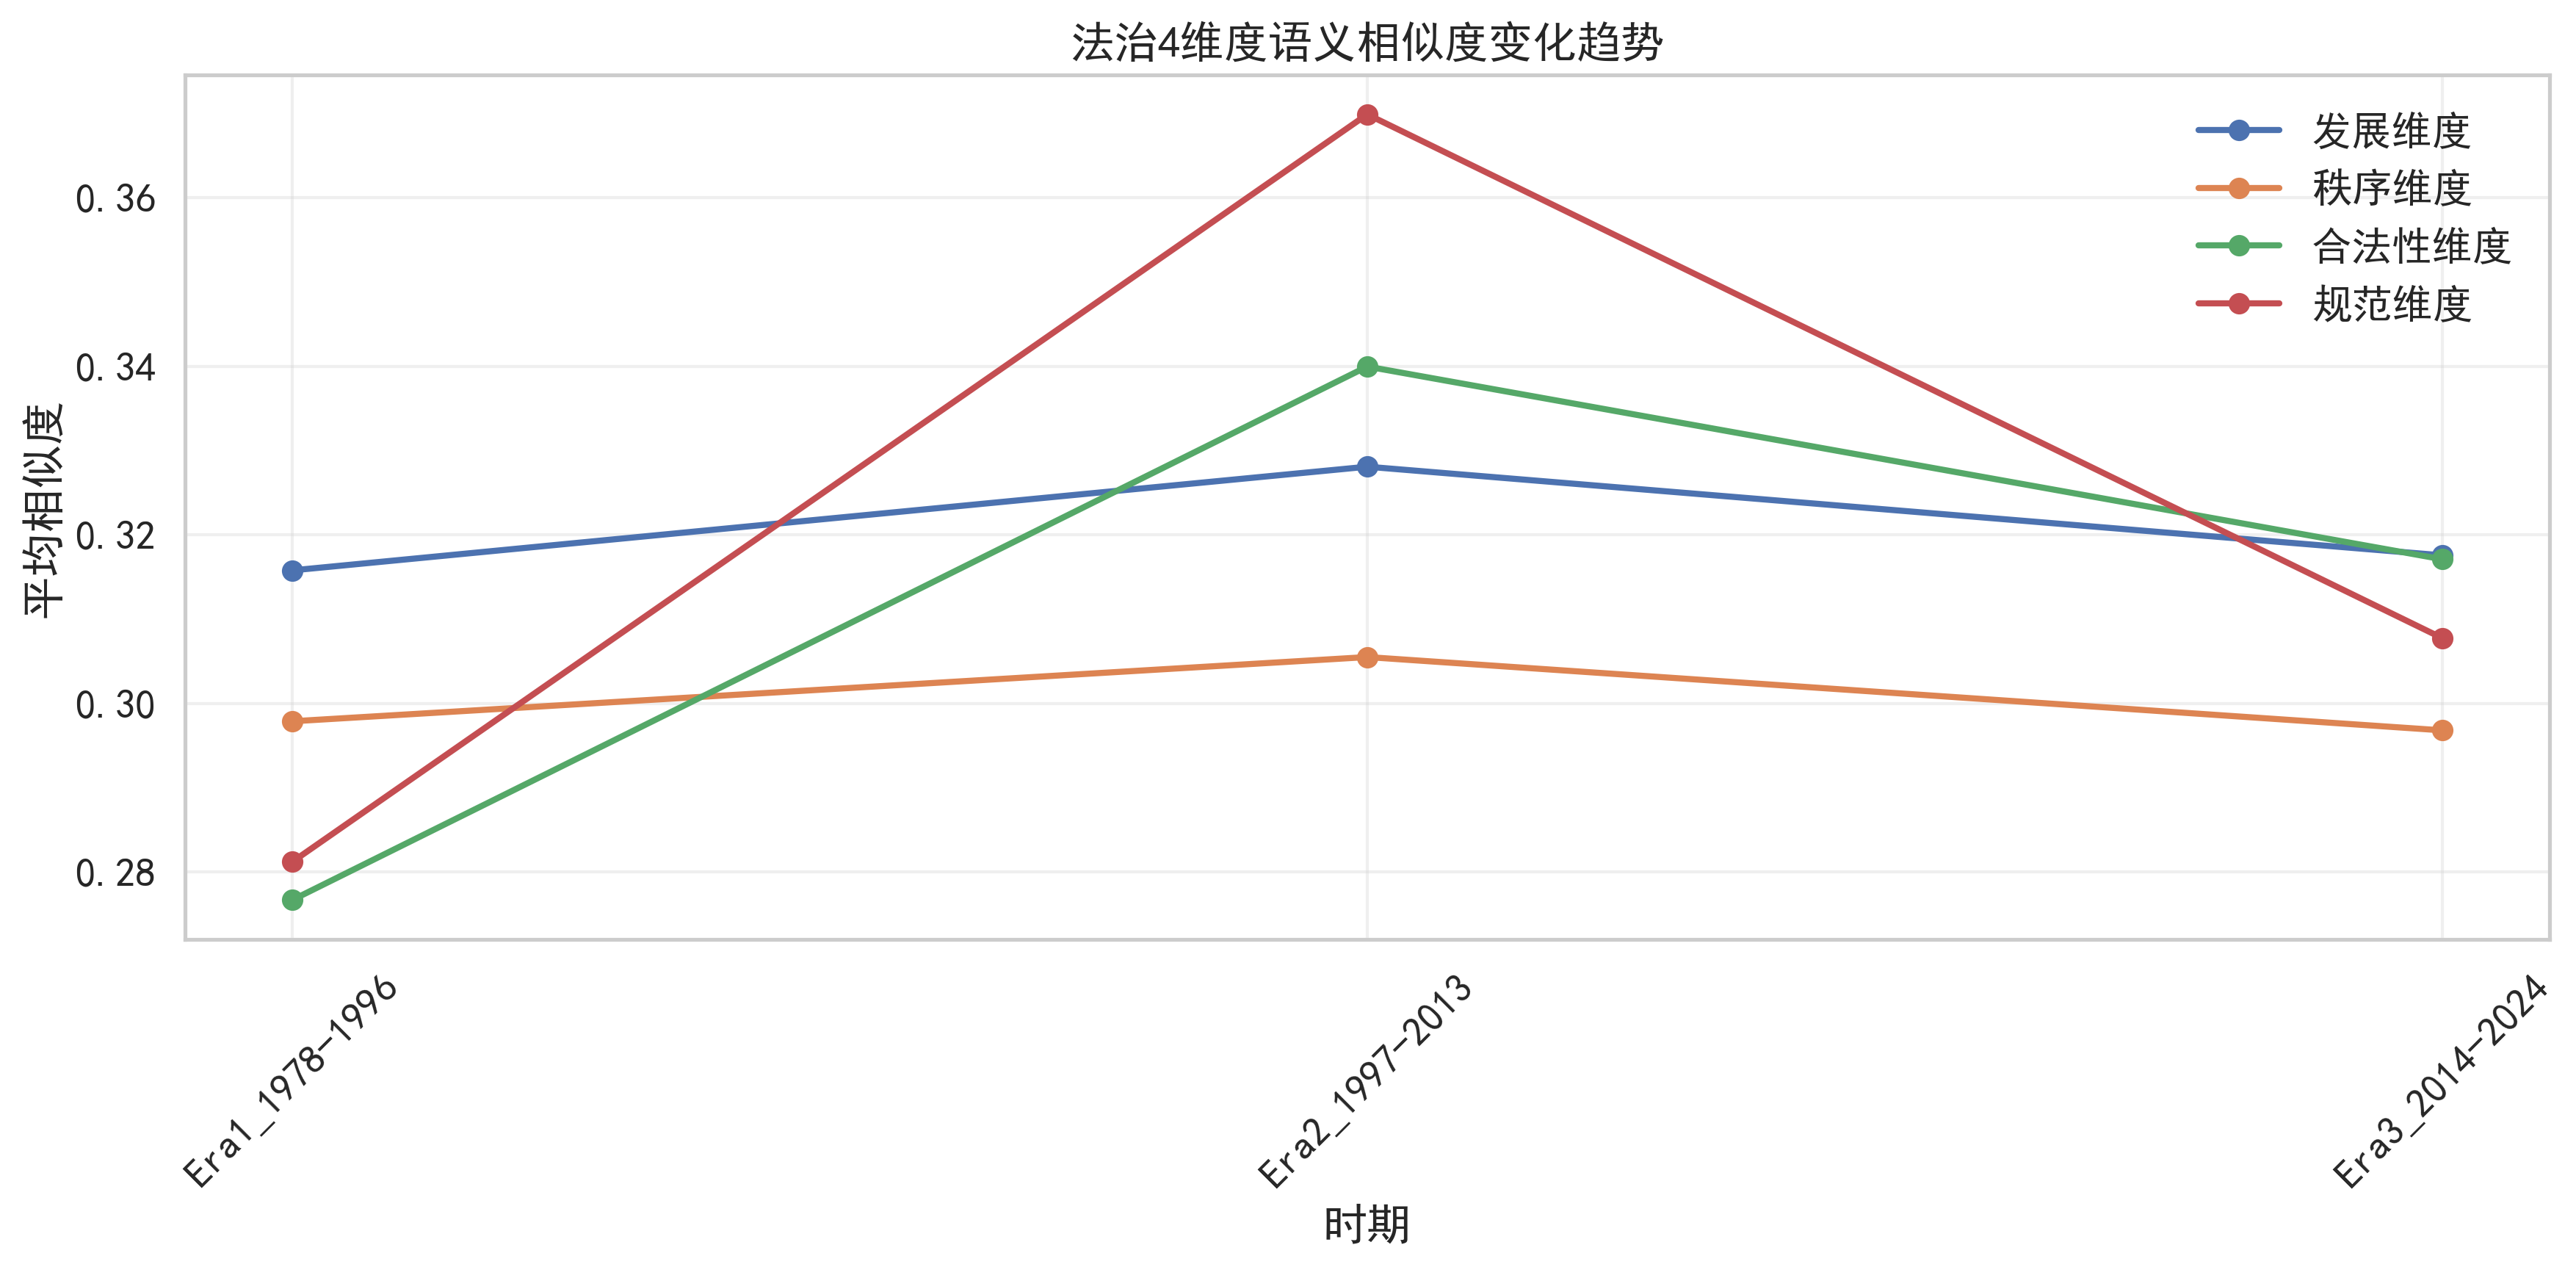 法治4维度语义相似度变化趋势
发展维度
秩序维度
合法性维度
规范维度
平均相似度
0.36
0.34
0.32
0.30
0.28
Era1_1978-1996
Era2_1997-2013
Era3_2014-2024
时期